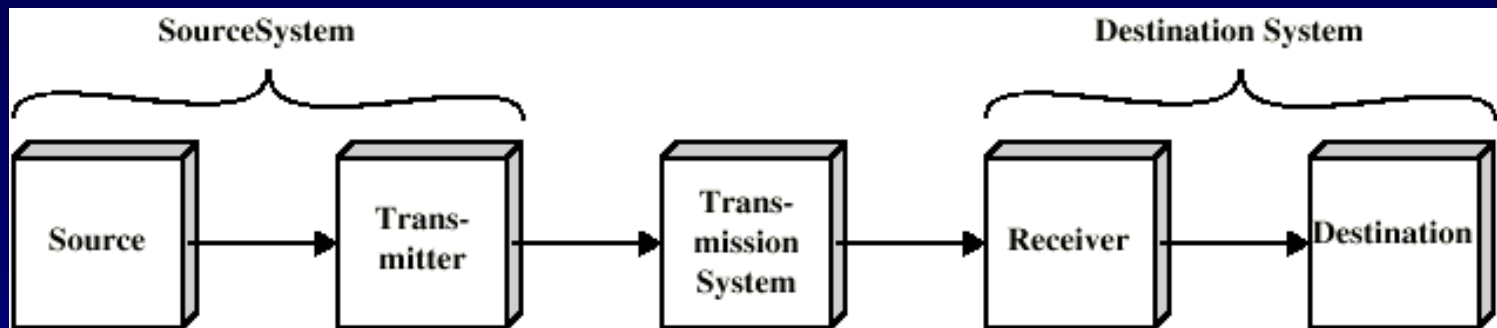 SourceSystem
Destination System
Source
Trans-
mitter
Trans-
mission
System
Receiver
Destination